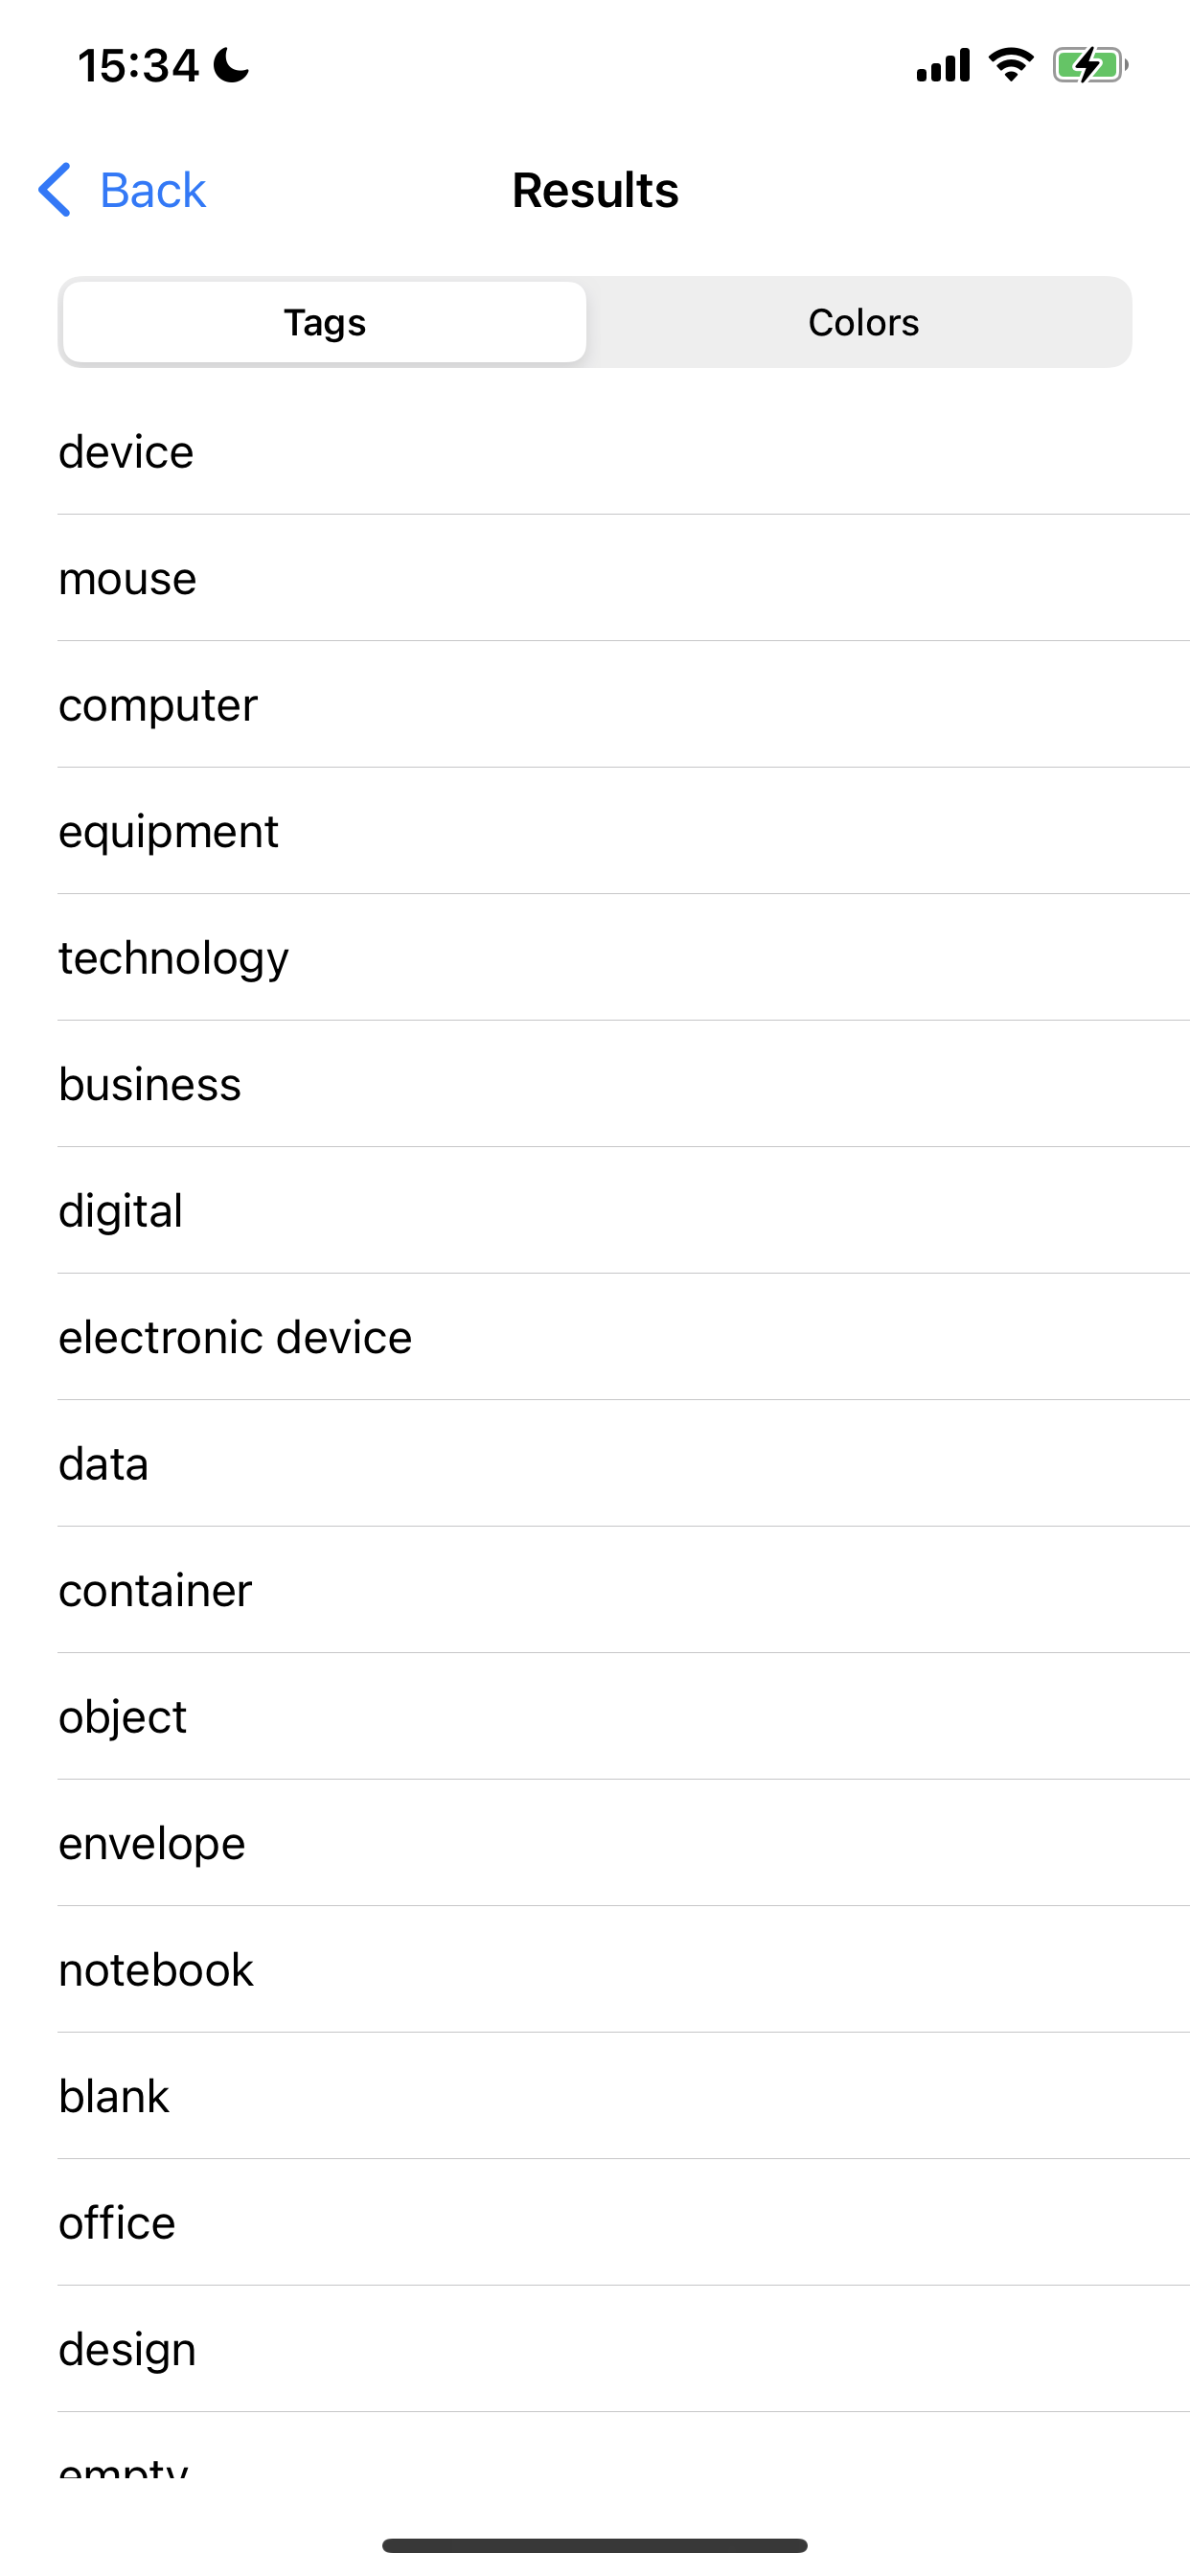 15:34
Back
Results
Tags
Colors
device
mouse
computer
equipment
technology
business
digital
electronic device
data
container
object
envelope
notebook
blank
office
design
empty